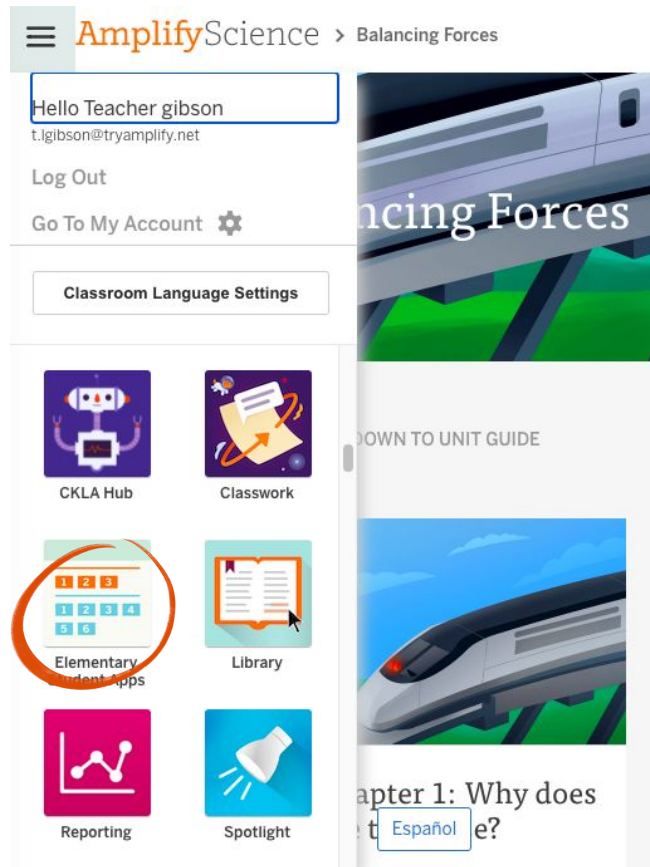 AmplifyScience > Balancing Forces
Hello Teacher gibson
t.lgibson@tryamplify.net
Log Out
Go To My Account
Classroom Language Settings
ncing Forces
DOWN TO UNIT GUIDE
CKLA Hub
Classwork
1 2 3
1 2 3 4
5 6
Elementary
Student Apps
Library
Reporting
Spotlight
apter 1: Why does
e t
Español
e?